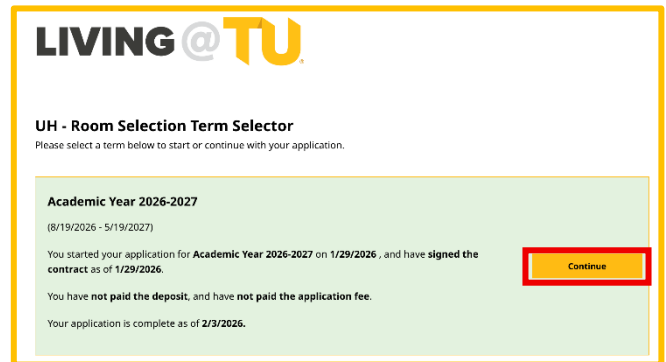 LIVING@TU
UH - Room Selection Term Selector
Please select a term below to start or continue with your application.
Academic Year 2026-2027
(8/19/2026 - 5/19/2027)
You started your application for Academic Year 2026-2027 on 1/29/2026 , and have signed the
contract as of 1/29/2026.
Continue
You have not paid the deposit, and have not paid the application fee.
Your application is complete as of 2/3/2026.